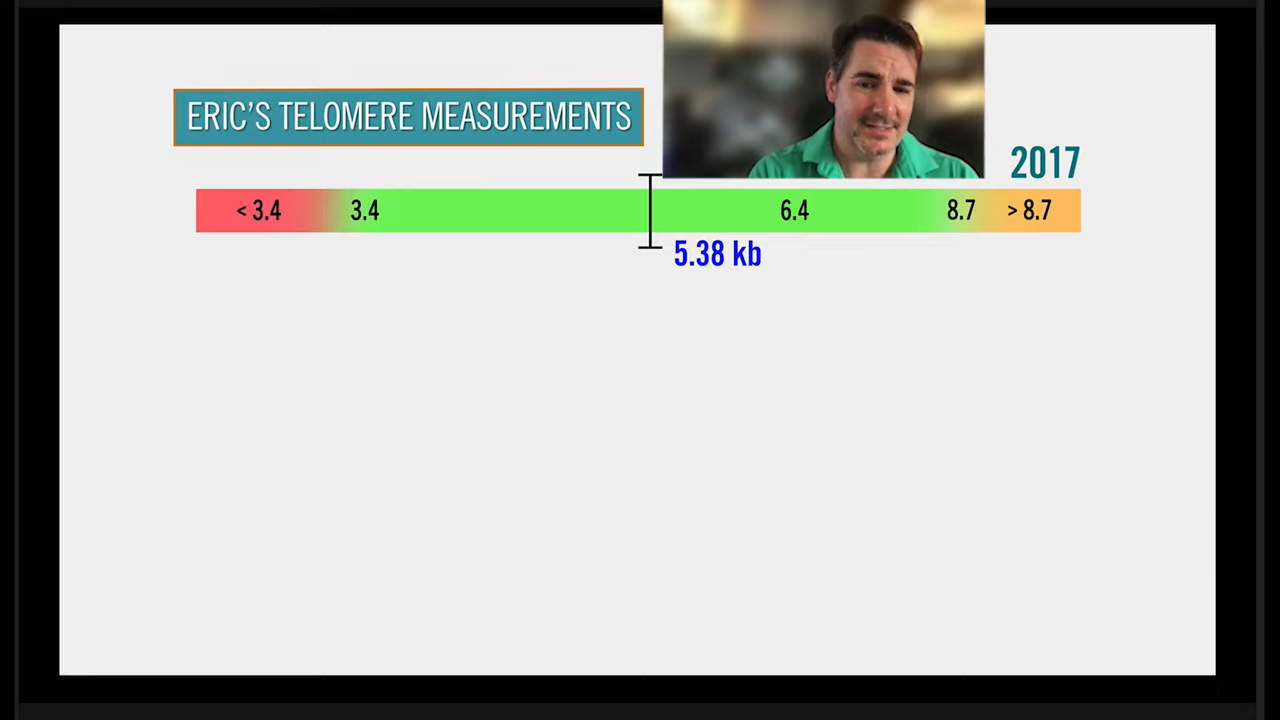 ERIC'S TELOMERE MEASUREMENTS
2017
< 3.4 3.4 6.4 8.7 > 8.7
5.38 kb